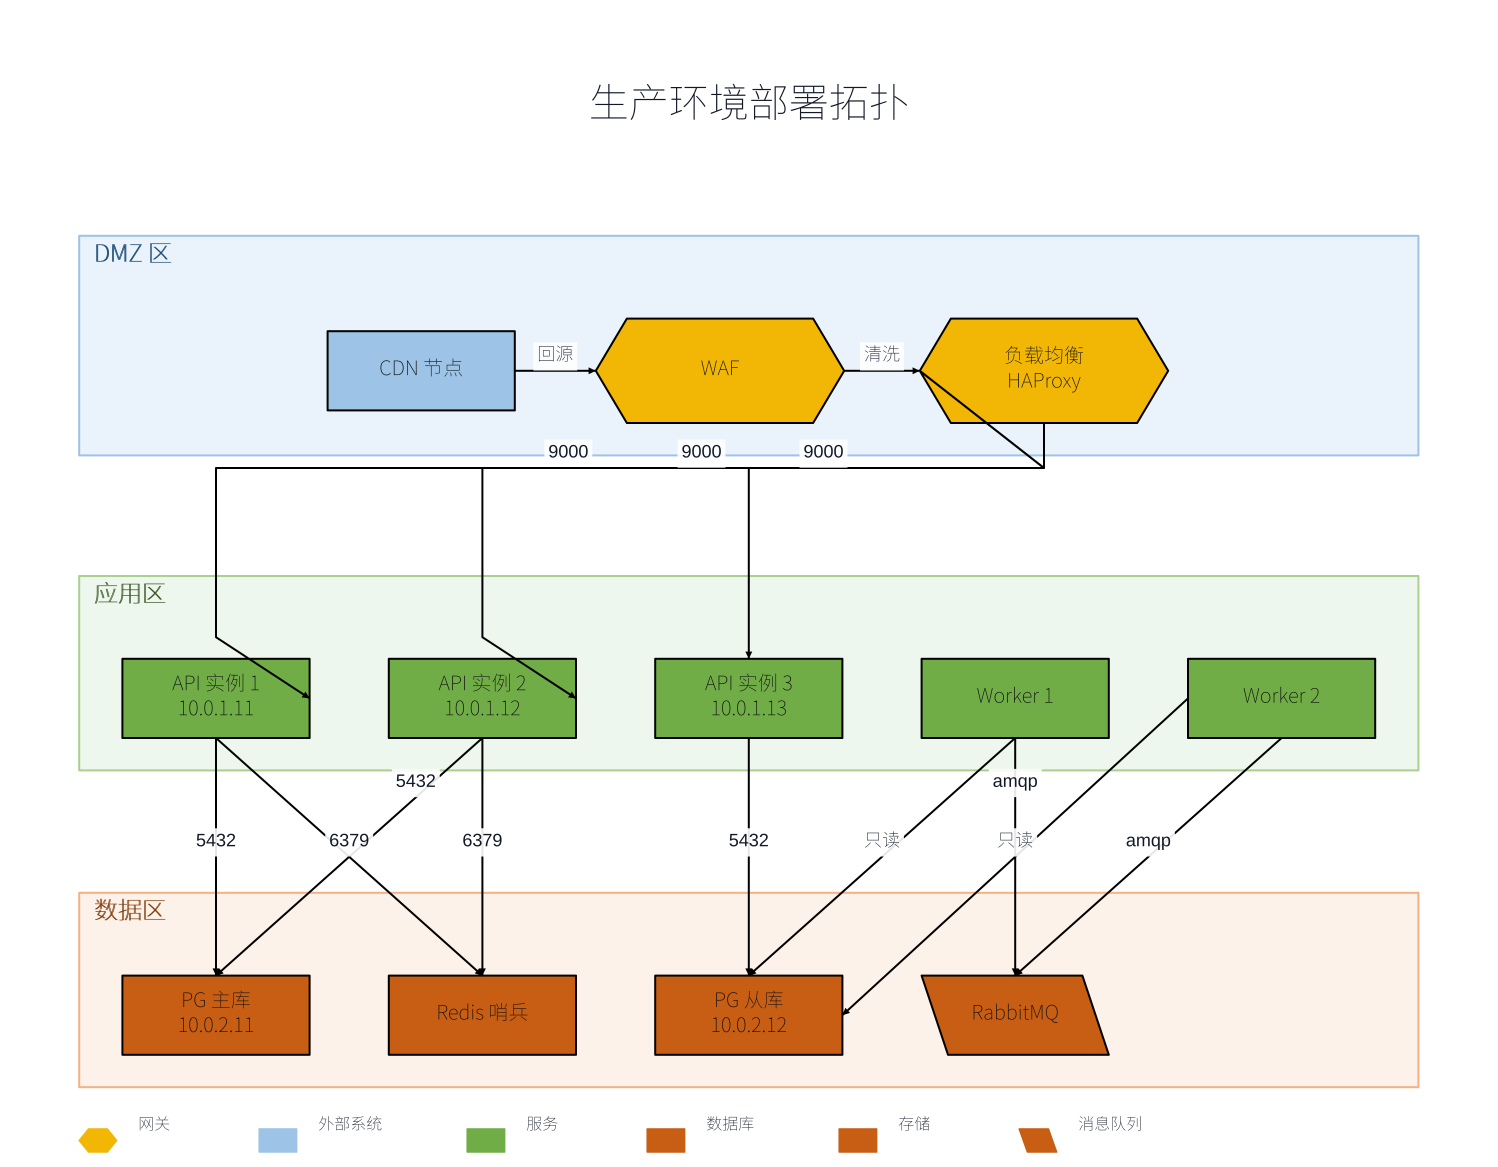 生产环境部署拓扑
DMZ 区
CDN 节点
回源
WAF
清洗
负载均衡
HAProxy
9000
9000
9000
应用区
API 实例 1
10.0.1.11
API 实例 2
10.0.1.12
API 实例 3
10.0.1.13
Worker 1
Worker 2
5432
amqp
5432
6379
6379
5432
只读
只读
amqp
数据区
PG 主库
10.0.2.11
Redis 哨兵
PG 从库
10.0.2.12
RabbitMQ
网关
外部系统
服务
数据库
存储
消息队列